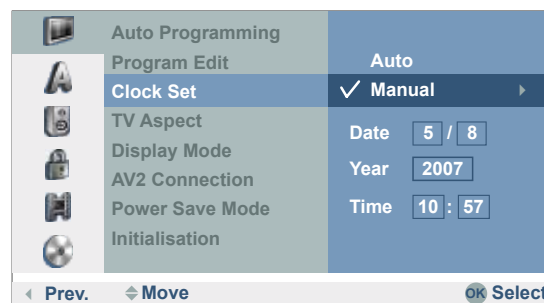 Auto Programming
Program Edit
Clock Set
TV Aspect
Display Mode
AV2 Connection
Power Save Mode
Initialisation
Auto
✓ Manual
Date 5 / 8
Year 2007
Time 10 : 57
A
Prev. Move OK Select